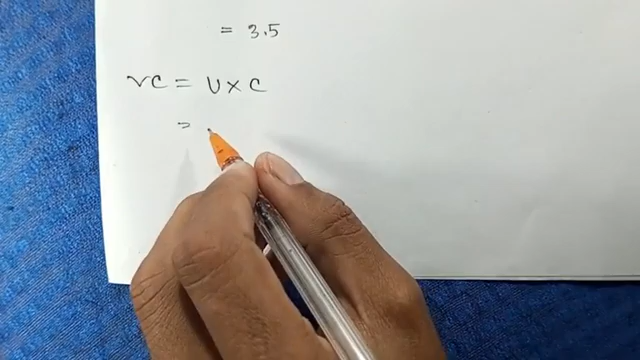 = 3.5
VC = U × C
=